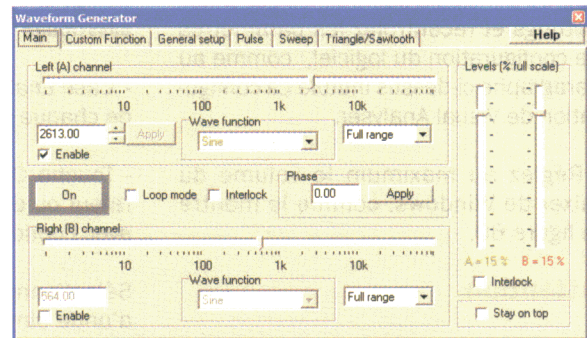 Waveform Generator
Main Custom Function General setup Pulse Sweep Triangle/Sawtooth Help
Left (A) channel
10 100 1k 10k
2613.00 Apply
Wave function
Sine
Full range
Enable
On
Loop mode Interlock
Phase
0.00 Apply
Right (B) channel
10 100 1k 10k
564.00
Wave function
Sine
Full range
Enable
Levels (% full scale)
A = 15 % B = 15 %
Interlock
Stay on top